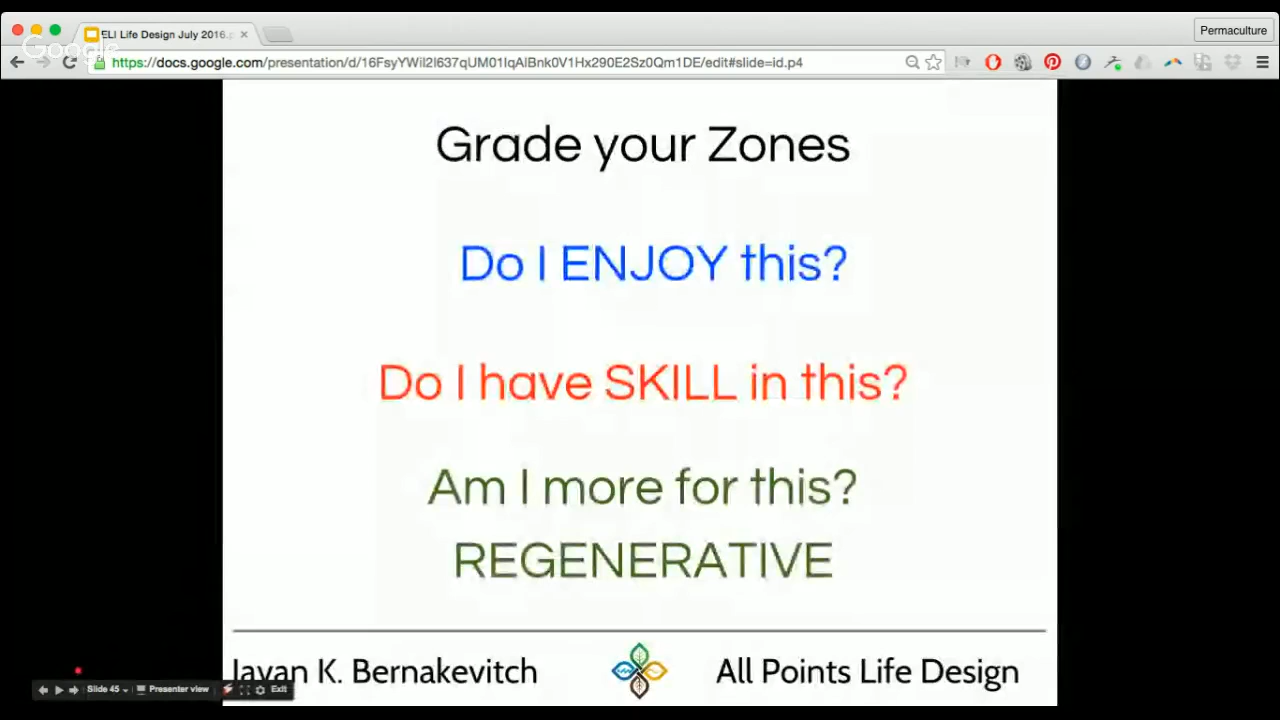 ELI Life Design July 2016.p
Permaculture
Google
https://docs.google.com/presentation/d/16FsyYWil2I637qUM01IqAIBnk0V1Hx290E2Sz0Qm1DE/edit#slide=id.p4
Grade your Zones
Do I ENJOY this?
Do I have SKILL in this?
Am I more for this?
REGENERATIVE
Javan K. Bernakevitch
All Points Life Design
Slide 45
Presenter view
Exit